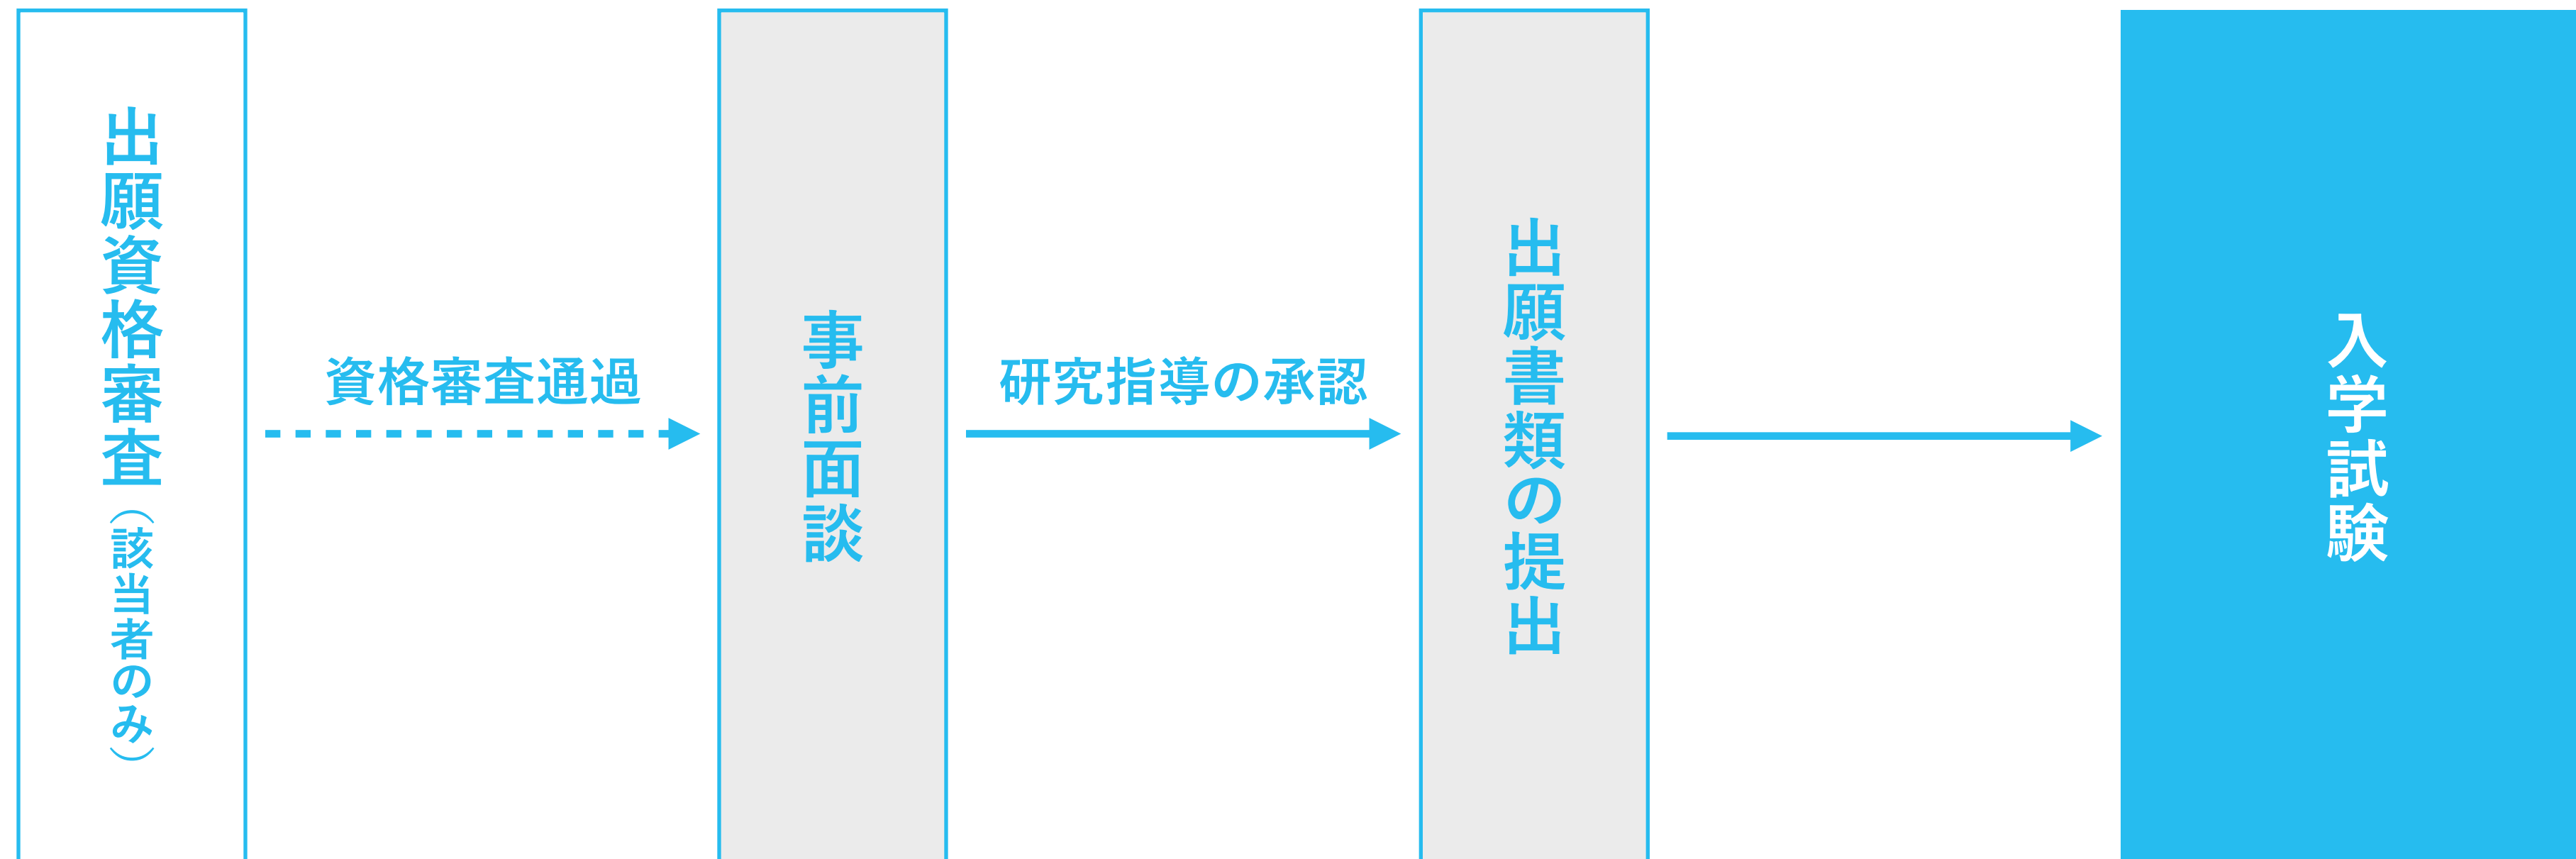 出願資格審査（該当者のみ）
資格審査通過
事前面談
研究指導の承認
出願書類の提出
入学試験